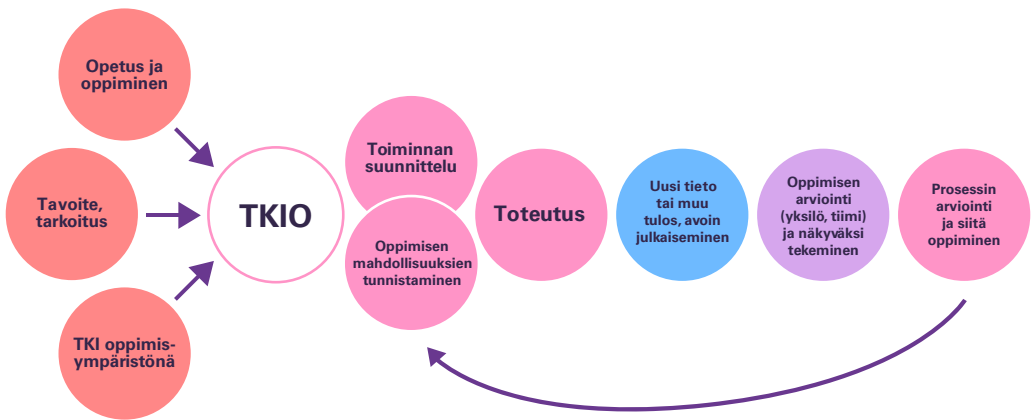 Opetus ja
oppiminen
Tavoite,
tarkoitus
TKI oppimis-
ympäristönä
TKIO
Toiminnan
suunnittelu
Oppimisen
mahdollisuuksien
tunnistaminen
Toteutus
Uusi tieto
tai muu
tulos, avoin
julkaiseminen
Oppimisen
arviointi
(yksilö, tiimi)
ja näkyväksi
tekeminen
Prosessin
arviointi
ja siitä
oppiminen